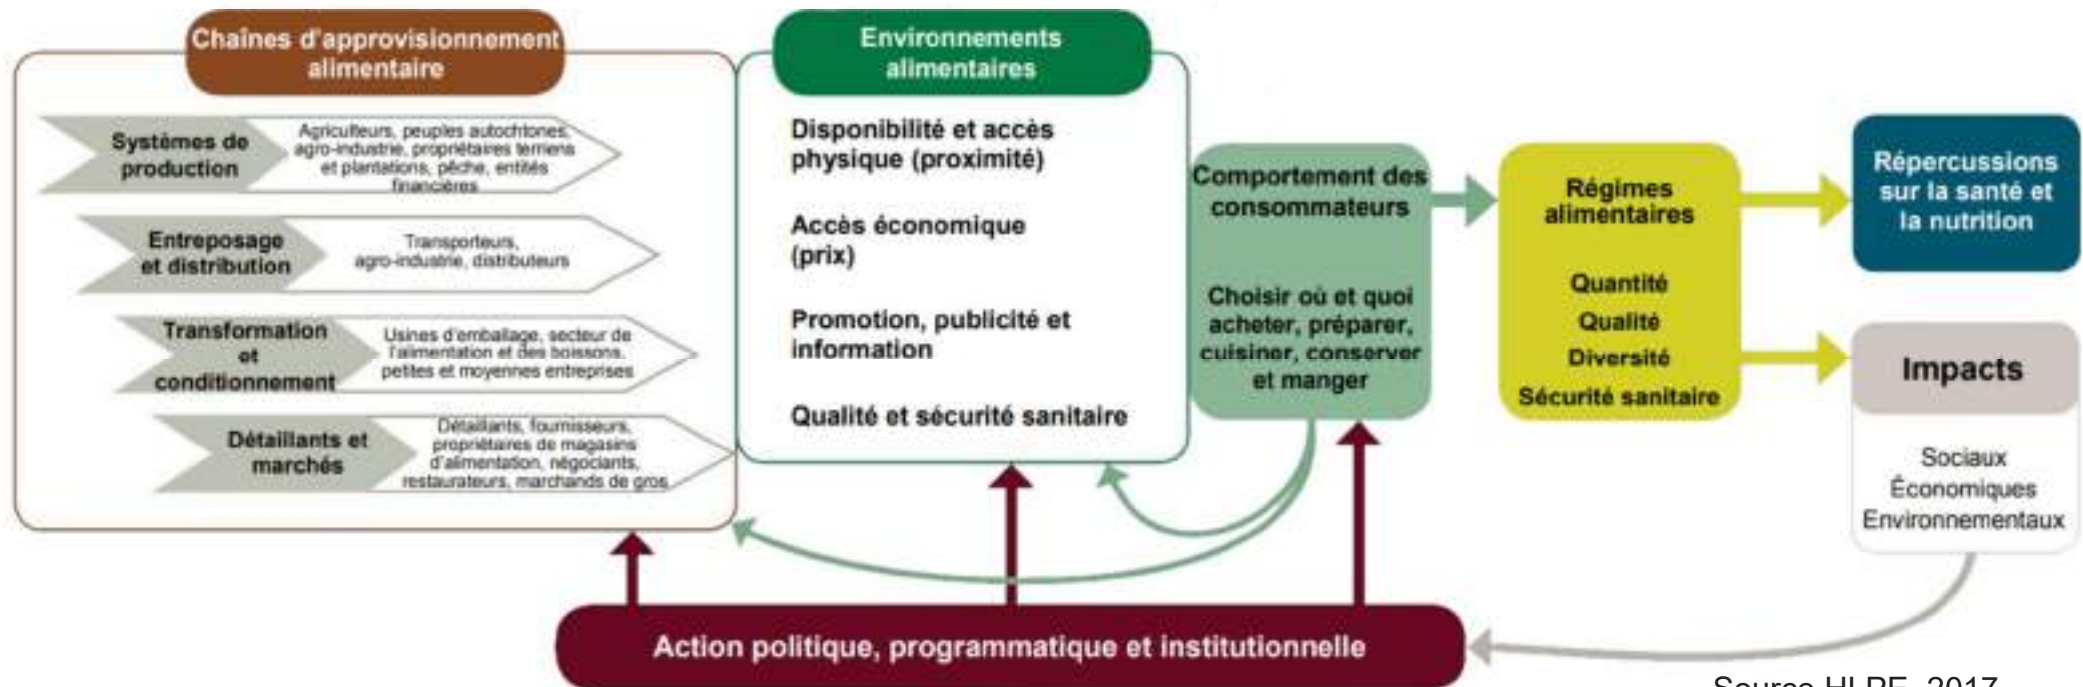 Chaînes d'approvisionnement
alimentaire
Systèmes de
production
Agriculteurs, peuples autochtones,
agro-industrie, propriétaires terriens
et plantations, pêche, entités
financières
Entreposage
et distribution
Transporteurs,
agro-industrie, distributeurs
Transformation
et
conditionnement
Usines d'emballage, secteur de
l'alimentation et des boissons,
petites et moyennes entreprises
Détaillants et
marchés
Détaillants, fournisseurs,
propriétaires de magasins
d'alimentation, négociants,
restaurateurs, marchands de gros
Environnements
alimentaires
Disponibilité et accès
physique (proximité)
Accès économique
(prix)
Promotion, publicité et
information
Qualité et sécurité sanitaire
Comportement des
consommateurs
Choisir où et quoi
acheter, préparer,
cuisiner, conserver
et manger
Régimes
alimentaires
Quantité
Qualité
Diversité
Sécurité sanitaire
Répercussions
sur la santé et
la nutrition
Impacts
Sociaux
Économiques
Environnementaux
Action politique, programmatique et institutionnelle
Source HLPE, 2017